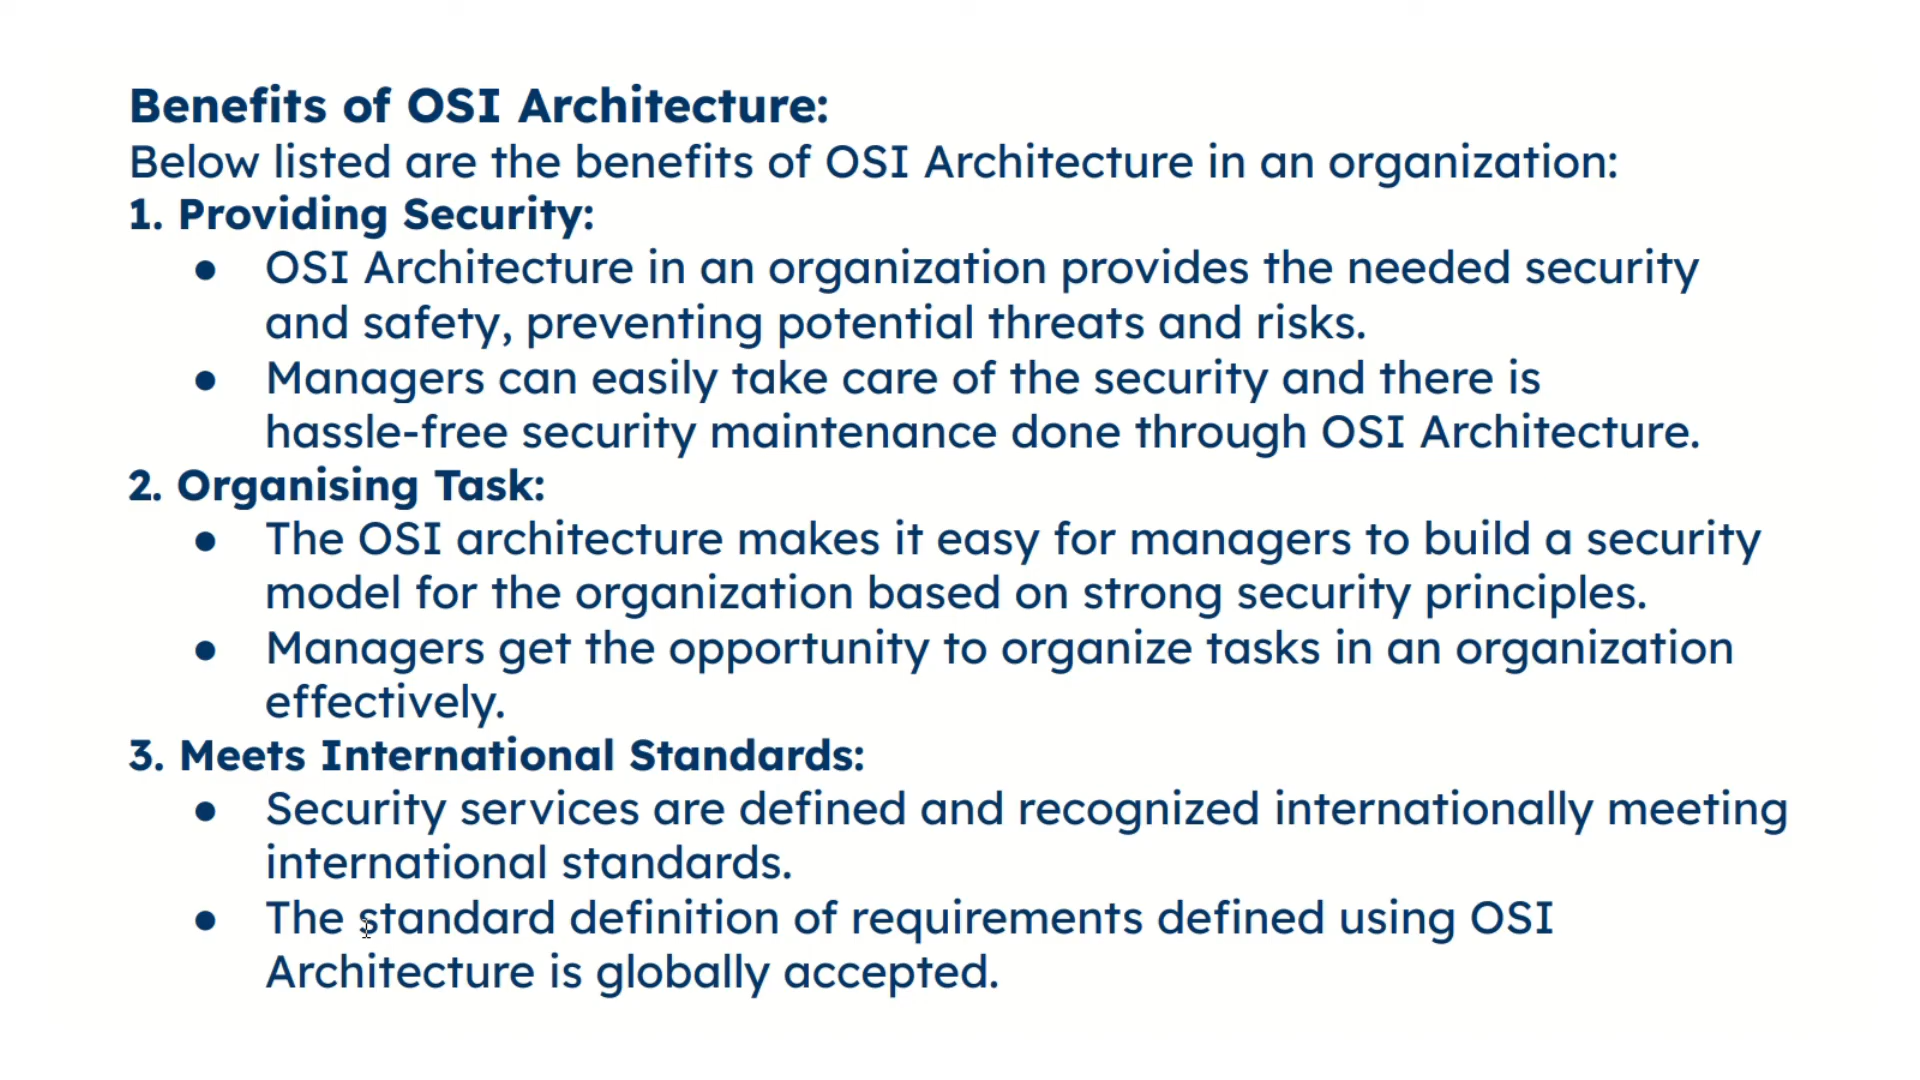 Benefits of OSI Architecture:
Below listed are the benefits of OSI Architecture in an organization:
1. Providing Security:
● OSI Architecture in an organization provides the needed security
and safety, preventing potential threats and risks.
● Managers can easily take care of the security and there is
hassle-free security maintenance done through OSI Architecture.
2. Organising Task:
● The OSI architecture makes it easy for managers to build a security
model for the organization based on strong security principles.
● Managers get the opportunity to organize tasks in an organization
effectively.
3. Meets International Standards:
● Security services are defined and recognized internationally meeting
international standards.
● The standard definition of requirements defined using OSI
Architecture is globally accepted.